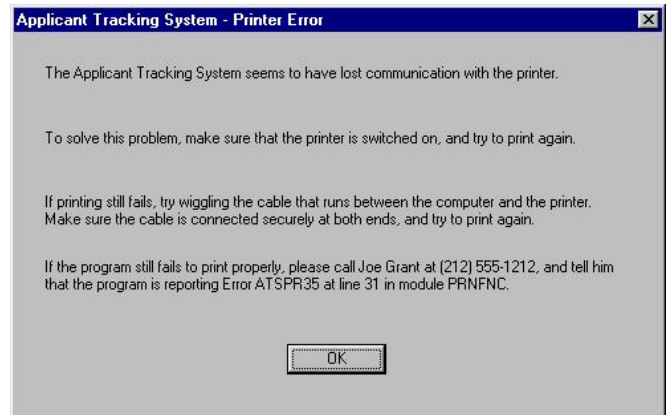 Applicant Tracking System - Printer Error
The Applicant Tracking System seems to have lost communication with the printer.
To solve this problem, make sure that the printer is switched on, and try to print again.
If printing still fails, try wiggling the cable that runs between the computer and the printer.
Make sure the cable is connected securely at both ends, and try to print again.
If the program still fails to print properly, please call Joe Grant at (212) 555-1212, and tell him
that the program is reporting Error ATSPR35 at line 31 in module PRNFNC.
OK